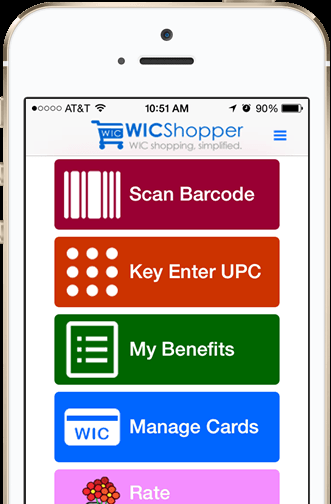 AT&T 10:51 AM 90%
WIC WICShopper
WIC shopping, simplified.
Scan Barcode
Key Enter UPC
My Benefits
WIC Manage Cards
Rate